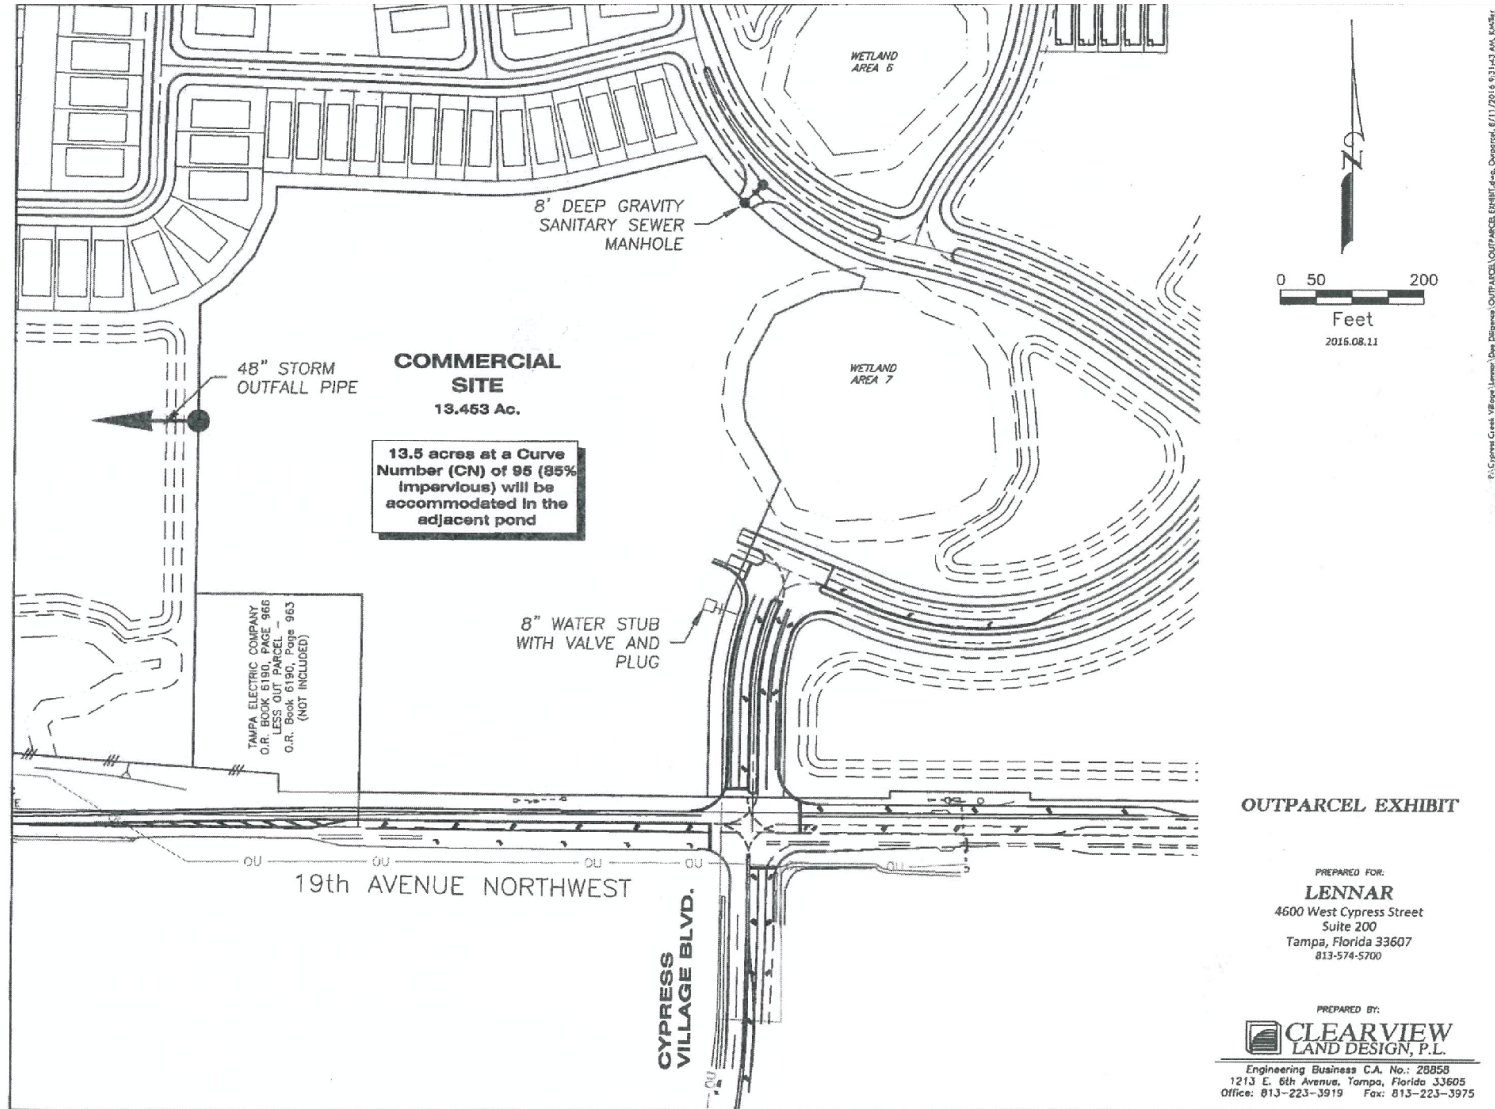 WETLAND
AREA 6
8' DEEP GRAVITY
SANITARY SEWER
MANHOLE
N
0 50 200
Feet
2016.08.11
48" STORM
OUTFALL PIPE
COMMERCIAL
SITE
13.453 Ac.
WETLAND
AREA 7
13.5 acres at a Curve
Number (CN) of 95 (85%
impervious) will be
accommodated in the
adjacent pond
TAMPA ELECTRIC COMPANY
O.R. BOOK 6190, PAGE 966
LESS OUT PARCEL –
O.R. Book 6190, Page 963
(NOT INCLUDED)
8" WATER STUB
WITH VALVE AND
PLUG
E
OU OU OU OU OU
19th AVENUE NORTHWEST
CYPRESS
VILLAGE BLVD.
OU
OUTPARCEL EXHIBIT
PREPARED FOR:
LENNAR
4600 West Cypress Street
Suite 200
Tampa, Florida 33607
813-574-5700
PREPARED BY:
CLEARVIEW
LAND DESIGN, P.L.
Engineering Business C.A. No.: 28858
1213 E. 6th Avenue, Tampa, Florida 33605
Office: 813-223-3919 Fax: 813-223-3975